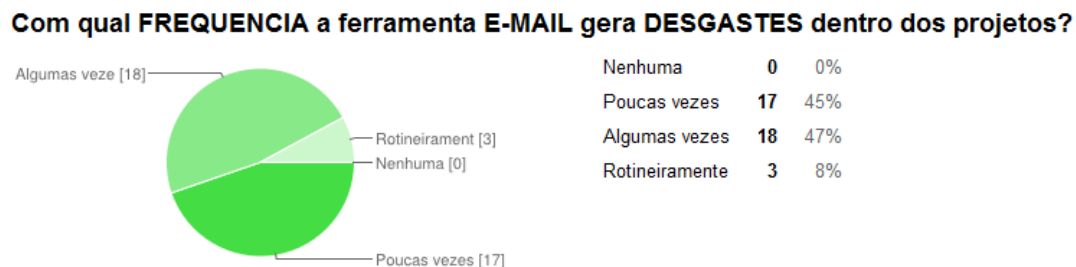 Com qual FREQUENCIA a ferramenta E-MAIL gera DESGASTES dentro dos projetos?
Algumas veze [18]
Rotineirament [3]
Nenhuma [0]
Poucas vezes [17]
Nenhuma 0 0%
Poucas vezes 17 45%
Algumas vezes 18 47%
Rotineiramente 3 8%